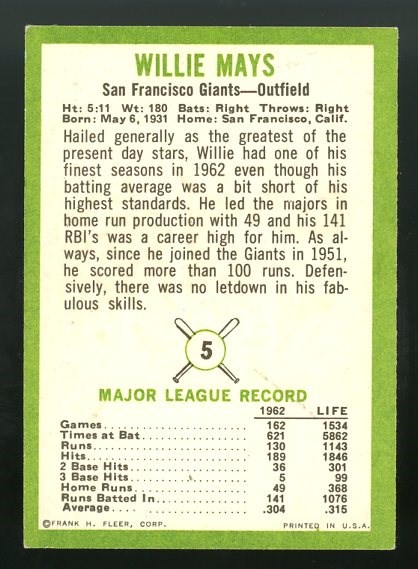 WILLIE MAYS
San Francisco Giants—Outfield
Ht: 5:11 Wt: 180 Bats: Right Throws: Right
Born: May 6, 1931 Home: San Francisco, Calif.
Hailed generally as the greatest of the
present day stars, Willie had one of his
finest seasons in 1962 even though his
batting average was a bit short of his
highest standards. He led the majors in
home run production with 49 and his 141
RBI's was a career high for him. As al-
ways, since he joined the Giants in 1951,
he scored more than 100 runs. Defen-
sively, there was no letdown in his fab-
ulous skills.
5
MAJOR LEAGUE RECORD
1962 LIFE
Games 162 1534
Times at Bat 621 5862
Runs 130 1143
Hits 189 1846
2 Base Hits 36 301
3 Base Hits 5 99
Home Runs 49 368
Runs Batted In 141 1076
Average .304 .315
©FRANK H. FLEER, CORP. PRINTED IN U.S.A.